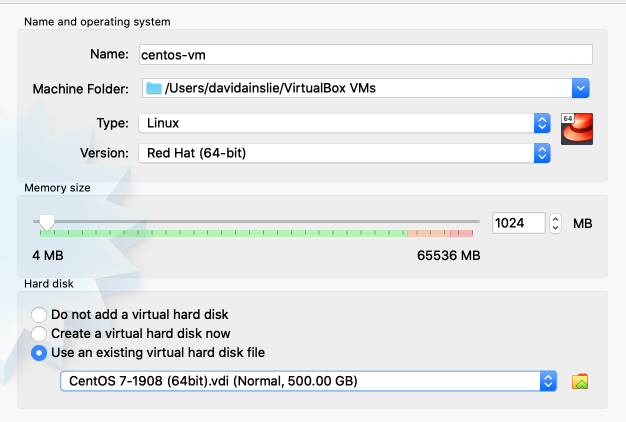 Name and operating system
Name: centos-vm
Machine Folder: /Users/davidainslie/VirtualBox VMs
Type: Linux
64
Version: Red Hat (64-bit)
Memory size
1024 MB
4 MB 65536 MB
Hard disk
Do not add a virtual hard disk
Create a virtual hard disk now
Use an existing virtual hard disk file
CentOS 7-1908 (64bit).vdi (Normal, 500.00 GB)